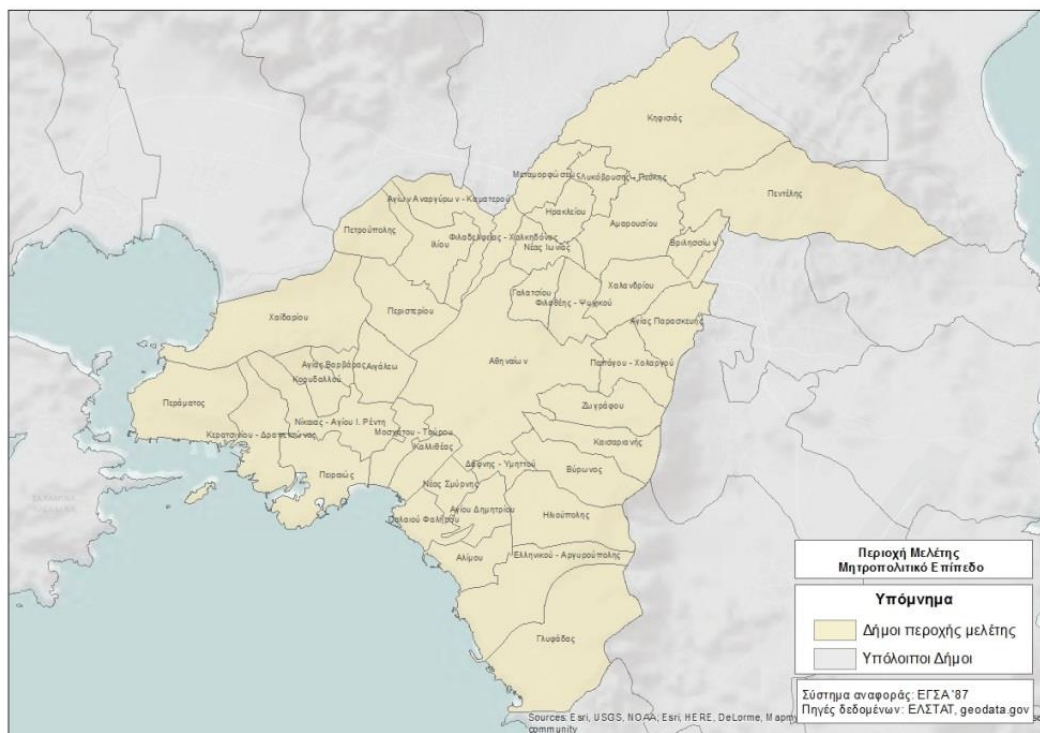 Κηφισιάς
Μεταμορφώσεως
Λυκόβρυσης - Πεύκης
Πεντέλης
Αγίων Αναργύρων - Καματερού
Ηρακλείου
Αμαρουσίου
Πετρούπολης
Ιλίου
Φιλαδελφείας - Χαλκηδόνος
Νέας Ιωνίας
Βριλησσίων
Γαλατσίου
Φιλοθέης - Ψυχικού
Χαλανδρίου
Χαϊδαρίου
Περιστερίου
Αγίας Παρασκευής
Αθηναίων
Αγίας Βαρβάρας
Αιγάλεω
Παπάγου - Χολαργού
Κορυδαλλού
Περάματος
Ζωγράφου
Νίκαιας - Αγίου Ι. Ρέντη
Κερατσινίου - Δραπετσώνας
Μοσχάτου - Ταύρου
Καλλιθέας
Καισαριανής
Πειραιώς
Δάφνης - Υμηττού
Βύρωνος
Νέας Σμύρνης
Αγίου Δημητρίου
Ηλιούπολης
Παλαιού Φαλήρου
Αλίμου
Ελληνικού - Αργυρούπολης
Γλυφάδας
Περιοχή Μελέτης
Μητροπολιτικό Επίπεδο
Υπόμνημα
Δήμοι περοχής μελέτης
Υπόλοιποι Δήμοι
Σύστημα αναφοράς: ΕΓΣΑ '87
Πηγές δεδομένων: ΕΛΣΤΑΤ, geodata.gov
Sources: Esri, USGS, NOAA; Esri, HERE, DeLorme,
community